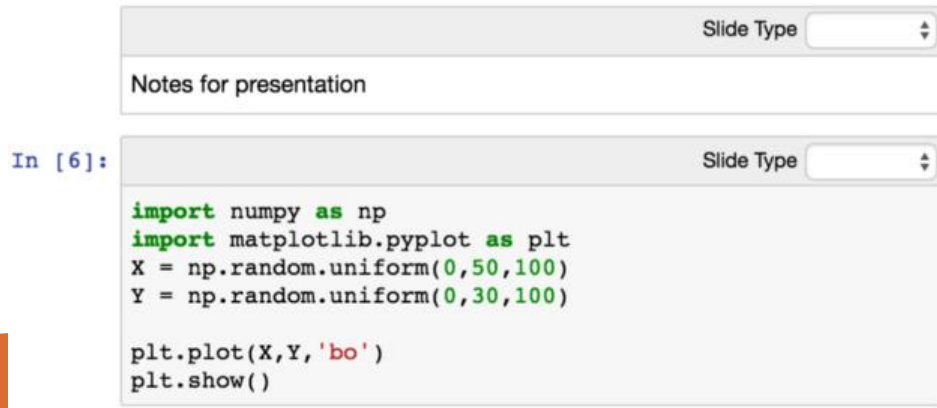 Slide Type
Notes for presentation
In [6]:
Slide Type
import numpy as np
import matplotlib.pyplot as plt
X = np.random.uniform(0,50,100)
Y = np.random.uniform(0,30,100)
plt.plot(X,Y,'bo')
plt.show()